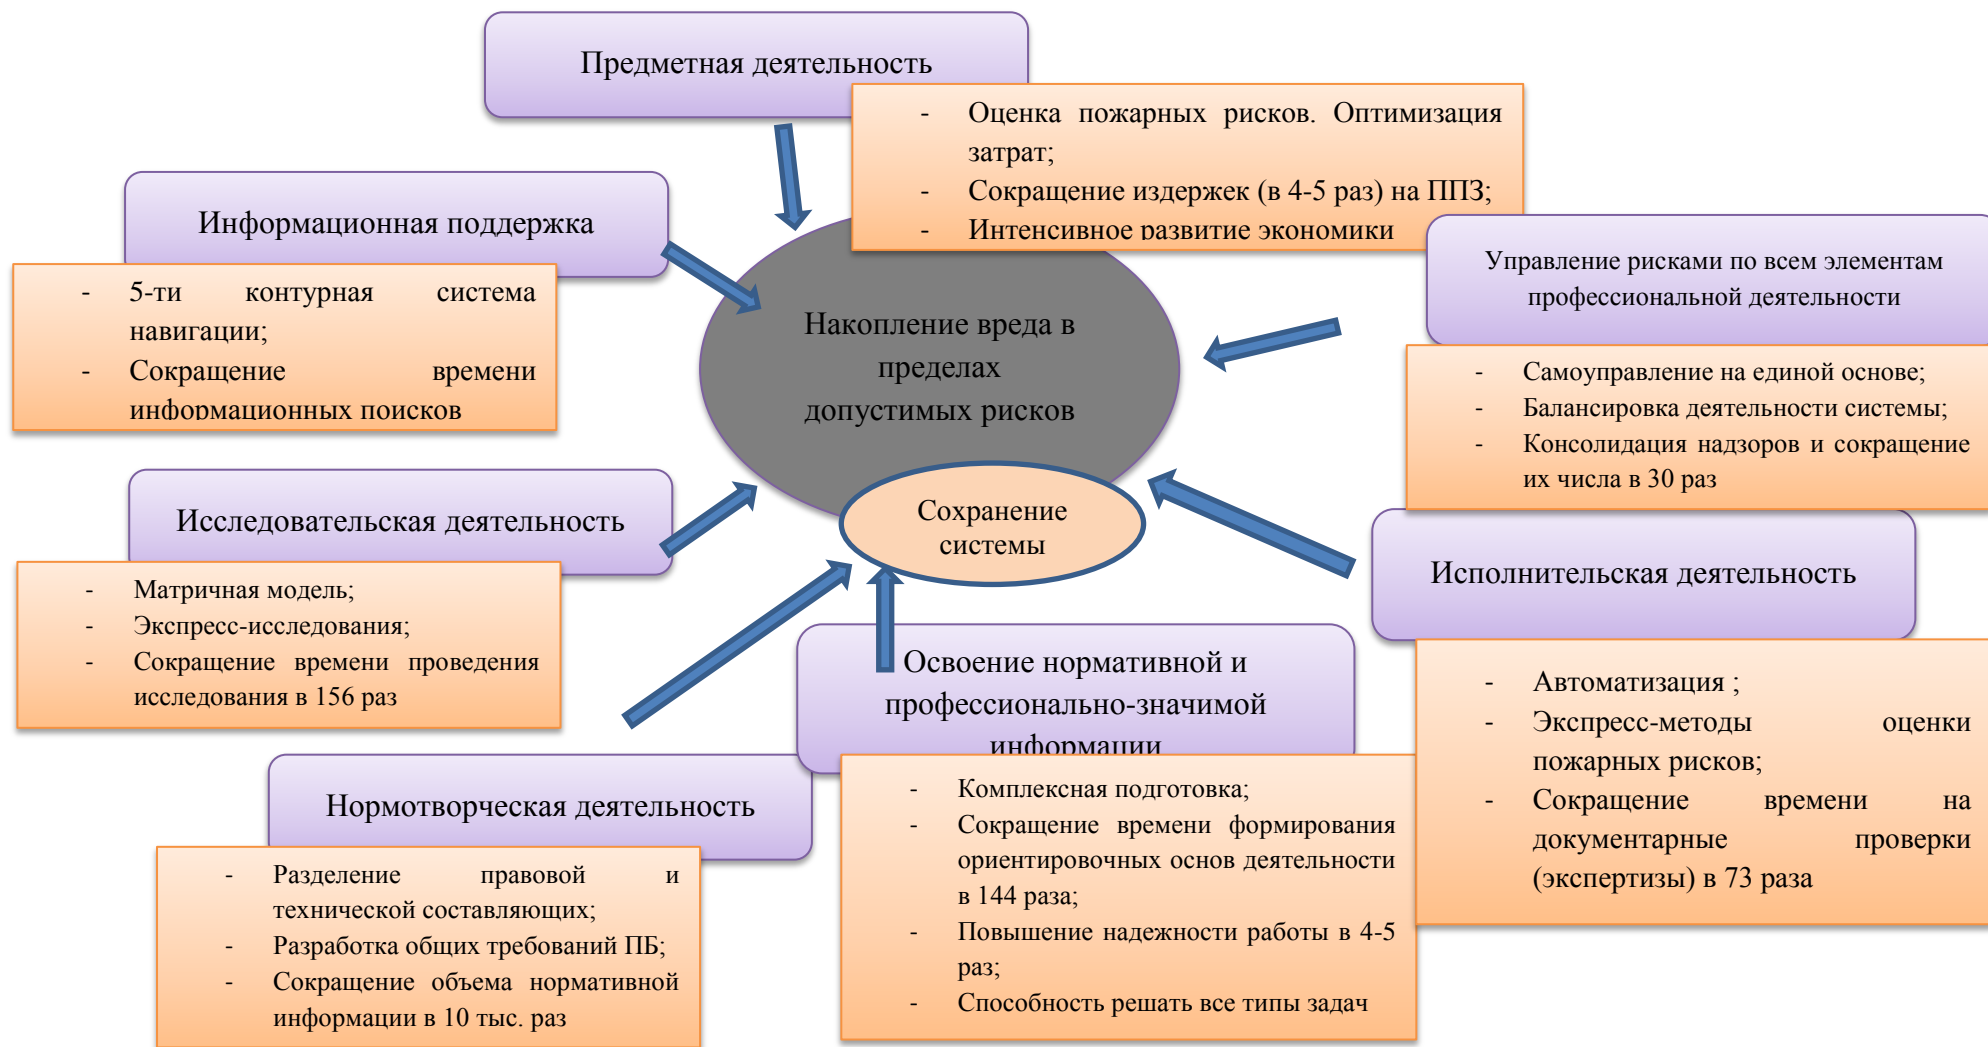 Предметная деятельность
- Оценка пожарных рисков. Оптимизация
затрат;
- Сокращение издержек (в 4-5 раз) на ППЗ;
- Интенсивное развитие экономики
Информационная поддержка
- 5-ти контурная система
навигации;
- Сокращение времени
информационных поисков
Управление рисками по всем элементам
профессиональной деятельности
- Самоуправление на единой основе;
- Балансировка деятельности системы;
- Консолидация надзоров и сокращение
их числа в 30 раз
Накопление вреда в
пределах
допустимых рисков
Сохранение
системы
Исследовательская деятельность
- Матричная модель;
- Экспресс-исследования;
- Сокращение времени проведения
исследования в 156 раз
Исполнительская деятельность
- Автоматизация ;
- Экспресс-методы оценки
пожарных рисков;
- Сокращение времени на
документарные проверки
(экспертизы) в 73 раза
Освоение нормативной и
профессионально-значимой
информации
- Комплексная подготовка;
- Сокращение времени формирования
ориентировочных основ деятельности
в 144 раза;
- Повышение надежности работы в 4-5
раз;
- Способность решать все типы задач
Нормотворческая деятельность
- Разделение правовой и
технической составляющих;
- Разработка общих требований ПБ;
- Сокращение объема нормативной
информации в 10 тыс. раз